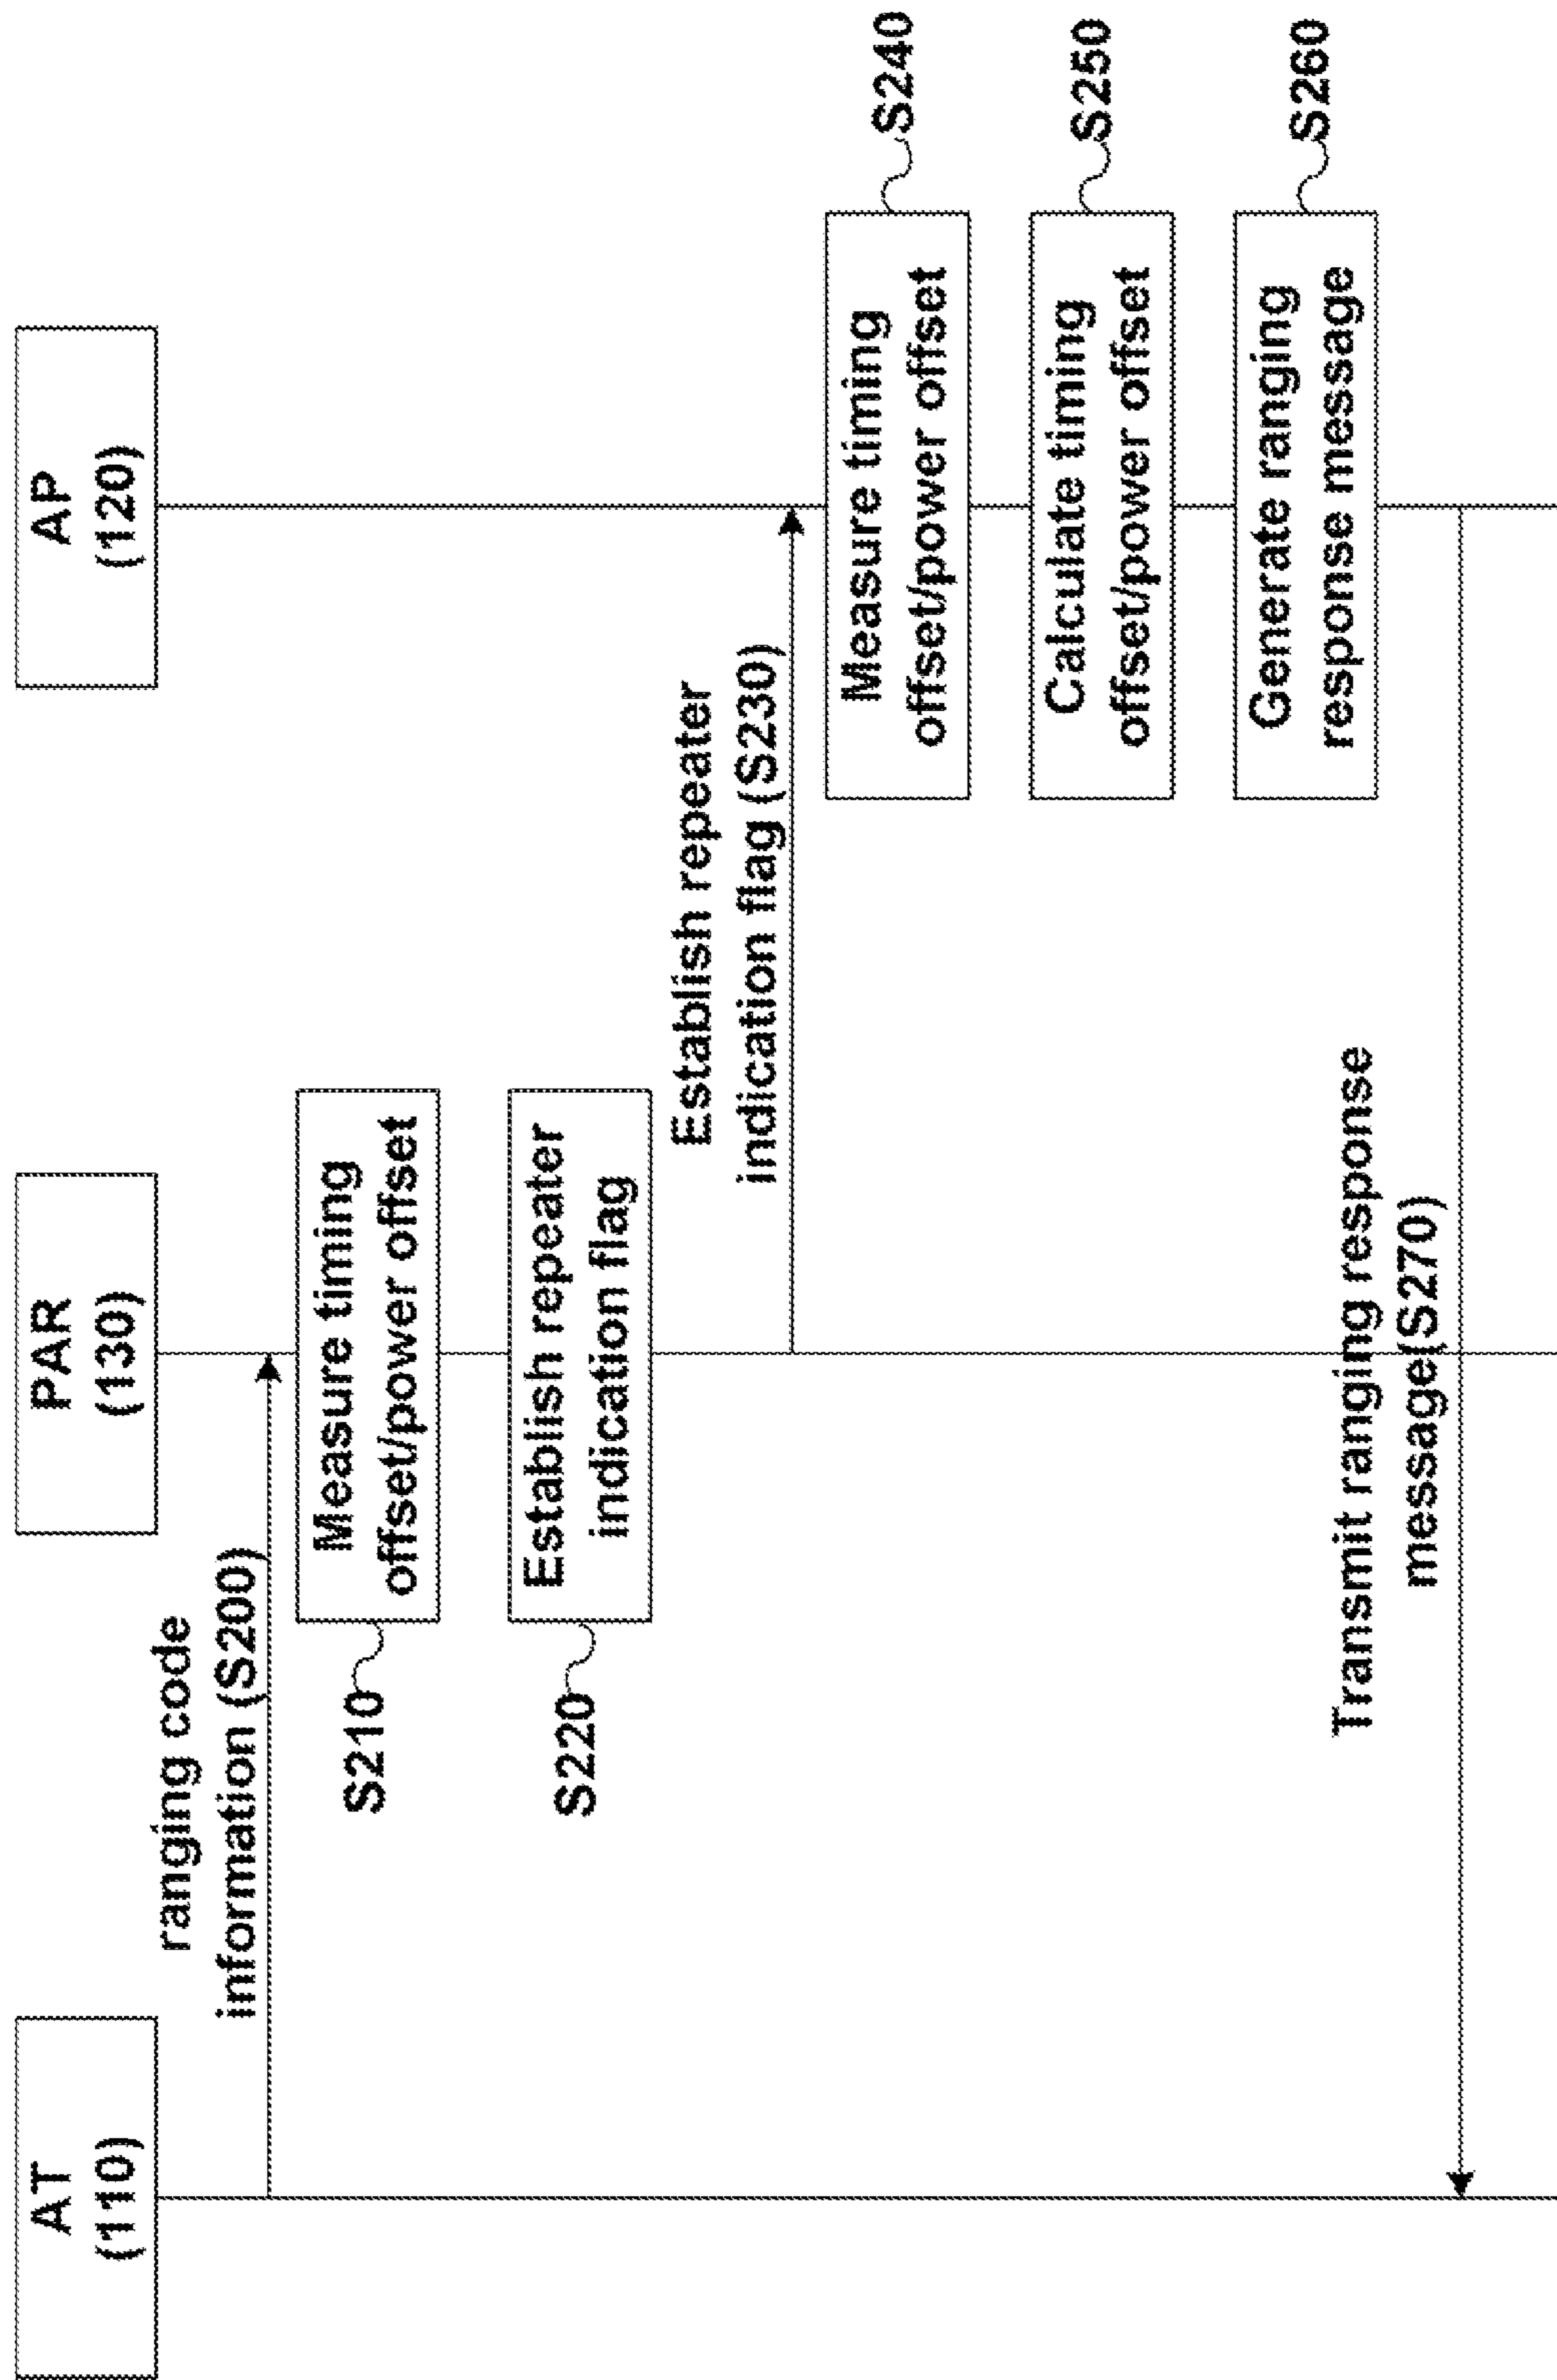 AT
(110)
PAR
(130)
AP
(120)
ranging code
information (S200)
Measure timing
offset/power offset
S210
Establish repeater
indication flag
S220
Establish repeater
indication flag (S230)
Measure timing
offset/power offset
S240
Calculate timing
offset/power offset
S250
Generate ranging
response message
S260
Transmit ranging response
message(S270)